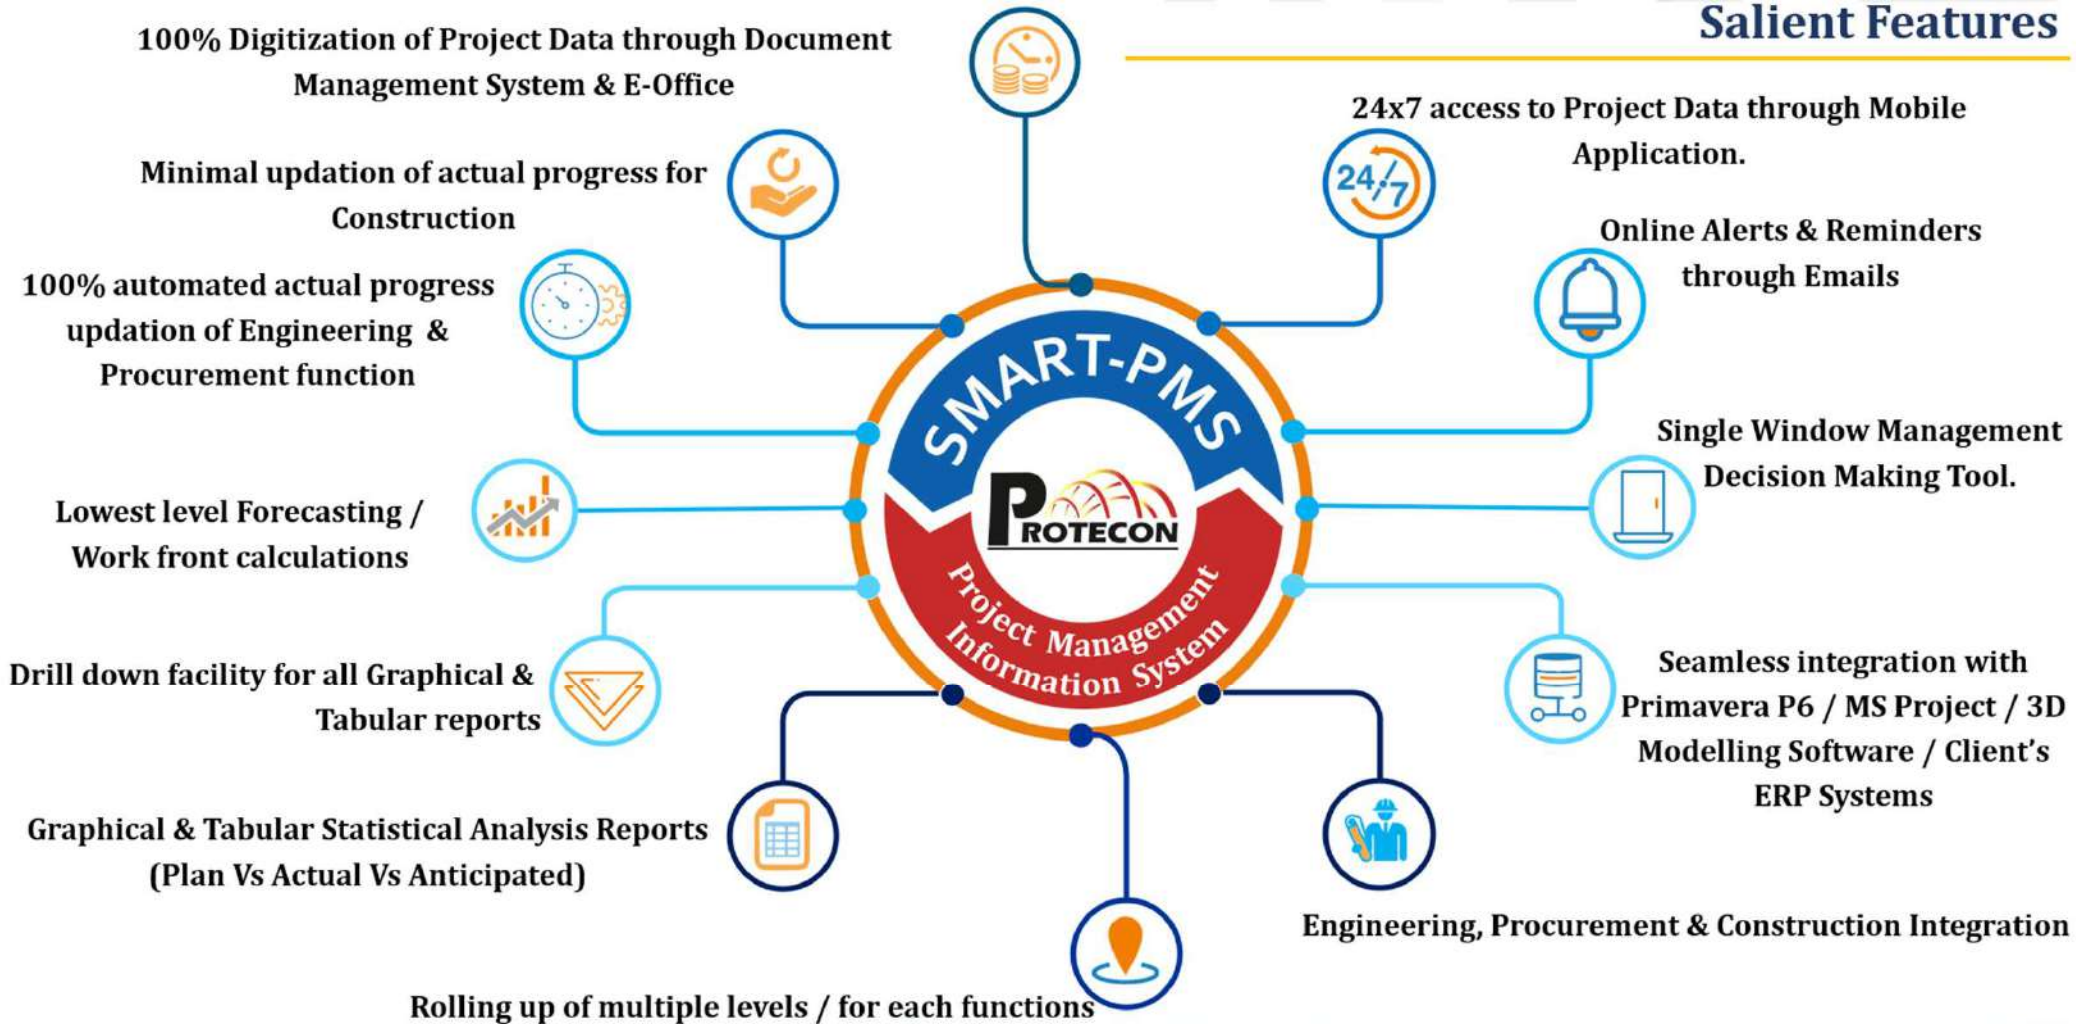 Salient Features
100% Digitization of Project Data through Document
Management System & E-Office
24x7 access to Project Data through Mobile
Application.
24/7
Minimal updation of actual progress for
Construction
Online Alerts & Reminders
through Emails
100% automated actual progress
updation of Engineering &
Procurement function
SMART-PMS
Single Window Management
Decision Making Tool.
PROTECON
Lowest level Forecasting /
Work front calculations
Project Management
Information System
Drill down facility for all Graphical &
Tabular reports
Seamless integration with
Primavera P6 / MS Project / 3D
Modelling Software / Client's
ERP Systems
Graphical & Tabular Statistical Analysis Reports
(Plan Vs Actual Vs Anticipated)
Engineering, Procurement & Construction Integration
Rolling up of multiple levels / for each functions